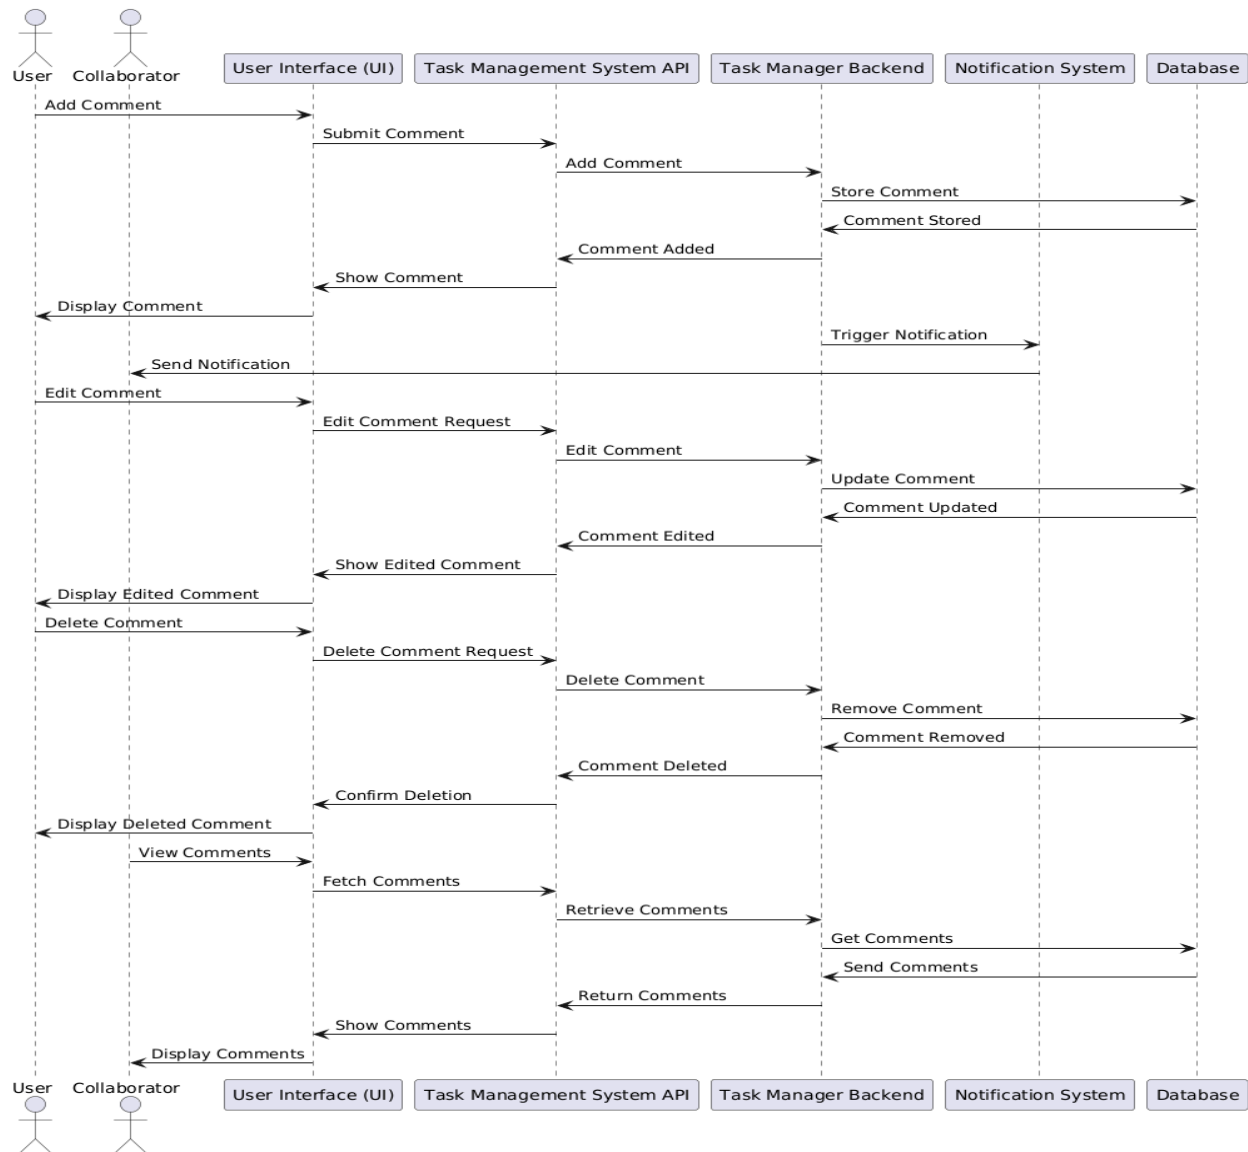 User Collaborator User Interface (UI) Task Management System API Task Manager Backend Notification System Database
Add Comment
Submit Comment
Add Comment
Store Comment
Comment Stored
Comment Added
Show Comment
Display Comment
Trigger Notification
Send Notification
Edit Comment
Edit Comment Request
Edit Comment
Update Comment
Comment Updated
Comment Edited
Show Edited Comment
Display Edited Comment
Delete Comment
Delete Comment Request
Delete Comment
Remove Comment
Comment Removed
Comment Deleted
Confirm Deletion
Display Deleted Comment
View Comments
Fetch Comments
Retrieve Comments
Get Comments
Send Comments
Return Comments
Show Comments
Display Comments
User Collaborator User Interface (UI) Task Management System API Task Manager Backend Notification System Database